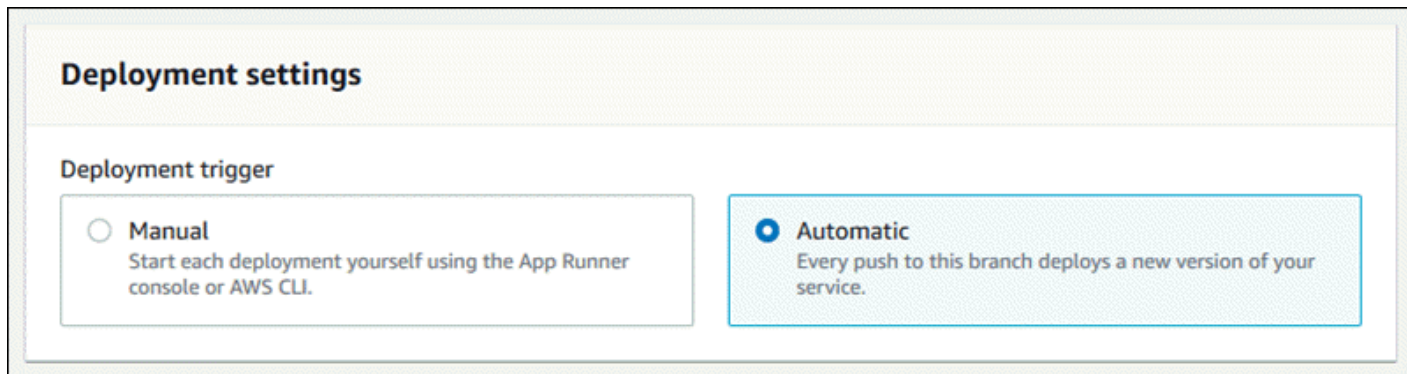 Deployment settings
Deployment trigger
Manual
Start each deployment yourself using the App Runner
console or AWS CLI.
Automatic
Every push to this branch deploys a new version of your
service.